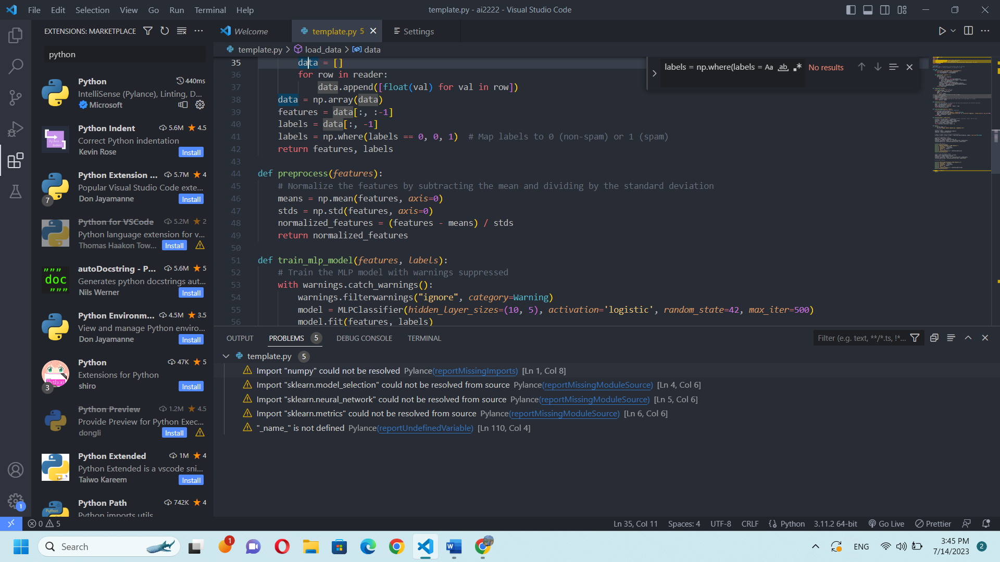 File Edit Selection View Go Run Terminal Help
template.py - ai2222 - Visual Studio Code
EXTENSIONS: MARKETPLACE
python
Python 440ms
IntelliSense (Pylance), Linting, D...
Microsoft
Python Indent 5.6M 4.5
Correct Python indentation
Kevin Rose Install
Python Extension ... 5.7M 4
Popular Visual Studio Code exte...
7 Don Jayamanne Install
Python for VSCode 5.2M 2
Python language extension for v...
Thomas Haakon Tow... Install
autoDocstring - P... 5.6M 5
Generates python docstrings aut...
Nils Werner Install
""" doc """
Python Environm... 4.5M 3.5
View and manage Python enviro...
Don Jayamanne Install
Python 47K 5
Extensions for Python
3 shiro Install
Python Preview 1.2M 4.5
Provide Preview for Python Exec...
dongli Install
Python Extended 1M 4
Python Extended is a vscode sni...
Taiwo Kareem Install
Python Path 742K 4
Python imports utils
Welcome template.py 5 Settings
template.py > load_data > data
labels = np.where(labels = Aa ab .* No results
35 data = []
36 for row in reader:
37 data.append([float(val) for val in row])
38 data = np.array(data)
39 features = data[:, :-1]
40 labels = data[:, -1]
41 labels = np.where(labels == 0, 0, 1)  # Map labels to 0 (non-spam) or 1 (spam)
42 return features, labels
43
44 def preprocess(features):
45 # Normalize the features by subtracting the mean and dividing by the standard deviation
46 means = np.mean(features, axis=0)
47 stds = np.std(features, axis=0)
48 normalized_features = (features - means) / stds
49 return normalized_features
50
51 def train_mlp_model(features, labels):
52 # Train the MLP model with warnings suppressed
53 with warnings.catch_warnings():
54 warnings.filterwarnings("ignore", category=Warning)
55 model = MLPClassifier(hidden_layer_sizes=(10, 5), activation='logistic', random_state=42, max_iter=500)
56 model.fit(features, labels)
OUTPUT PROBLEMS 5 DEBUG CONSOLE TERMINAL
Filter (e.g. text, **/*.ts, !*...
template.py 5
Import "numpy" could not be resolved Pylance(reportMissingImports) [Ln 1, Col 8]
Import "sklearn.model_selection" could not be resolved from source Pylance(reportMissingModuleSource) [Ln 4, Col 6]
Import "sklearn.neural_network" could not be resolved from source Pylance(reportMissingModuleSource) [Ln 5, Col 6]
Import "sklearn.metrics" could not be resolved from source Pylance(reportMissingModuleSource) [Ln 6, Col 6]
"_name_" is not defined Pylance(reportUndefinedVariable) [Ln 110, Col 4]
1
0 5
Ln 35, Col 11 Spaces: 4 UTF-8 CRLF Python 3.11.2 64-bit Go Live Prettier
Search
1
ENG
3:45 PM
7/14/2023
2